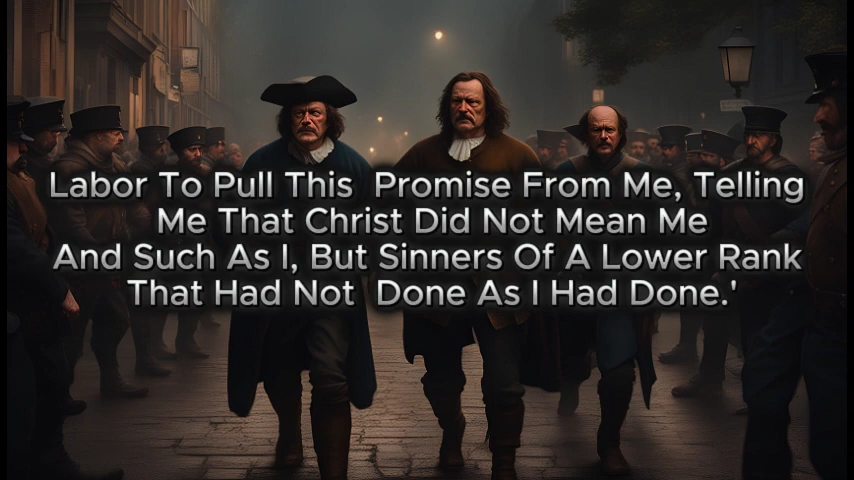 Labor To Pull This  Promise From Me, Telling
Me That Christ Did Not Mean Me
And Such As I, But Sinners Of A Lower Rank
That Had Not  Done As I Had Done.'